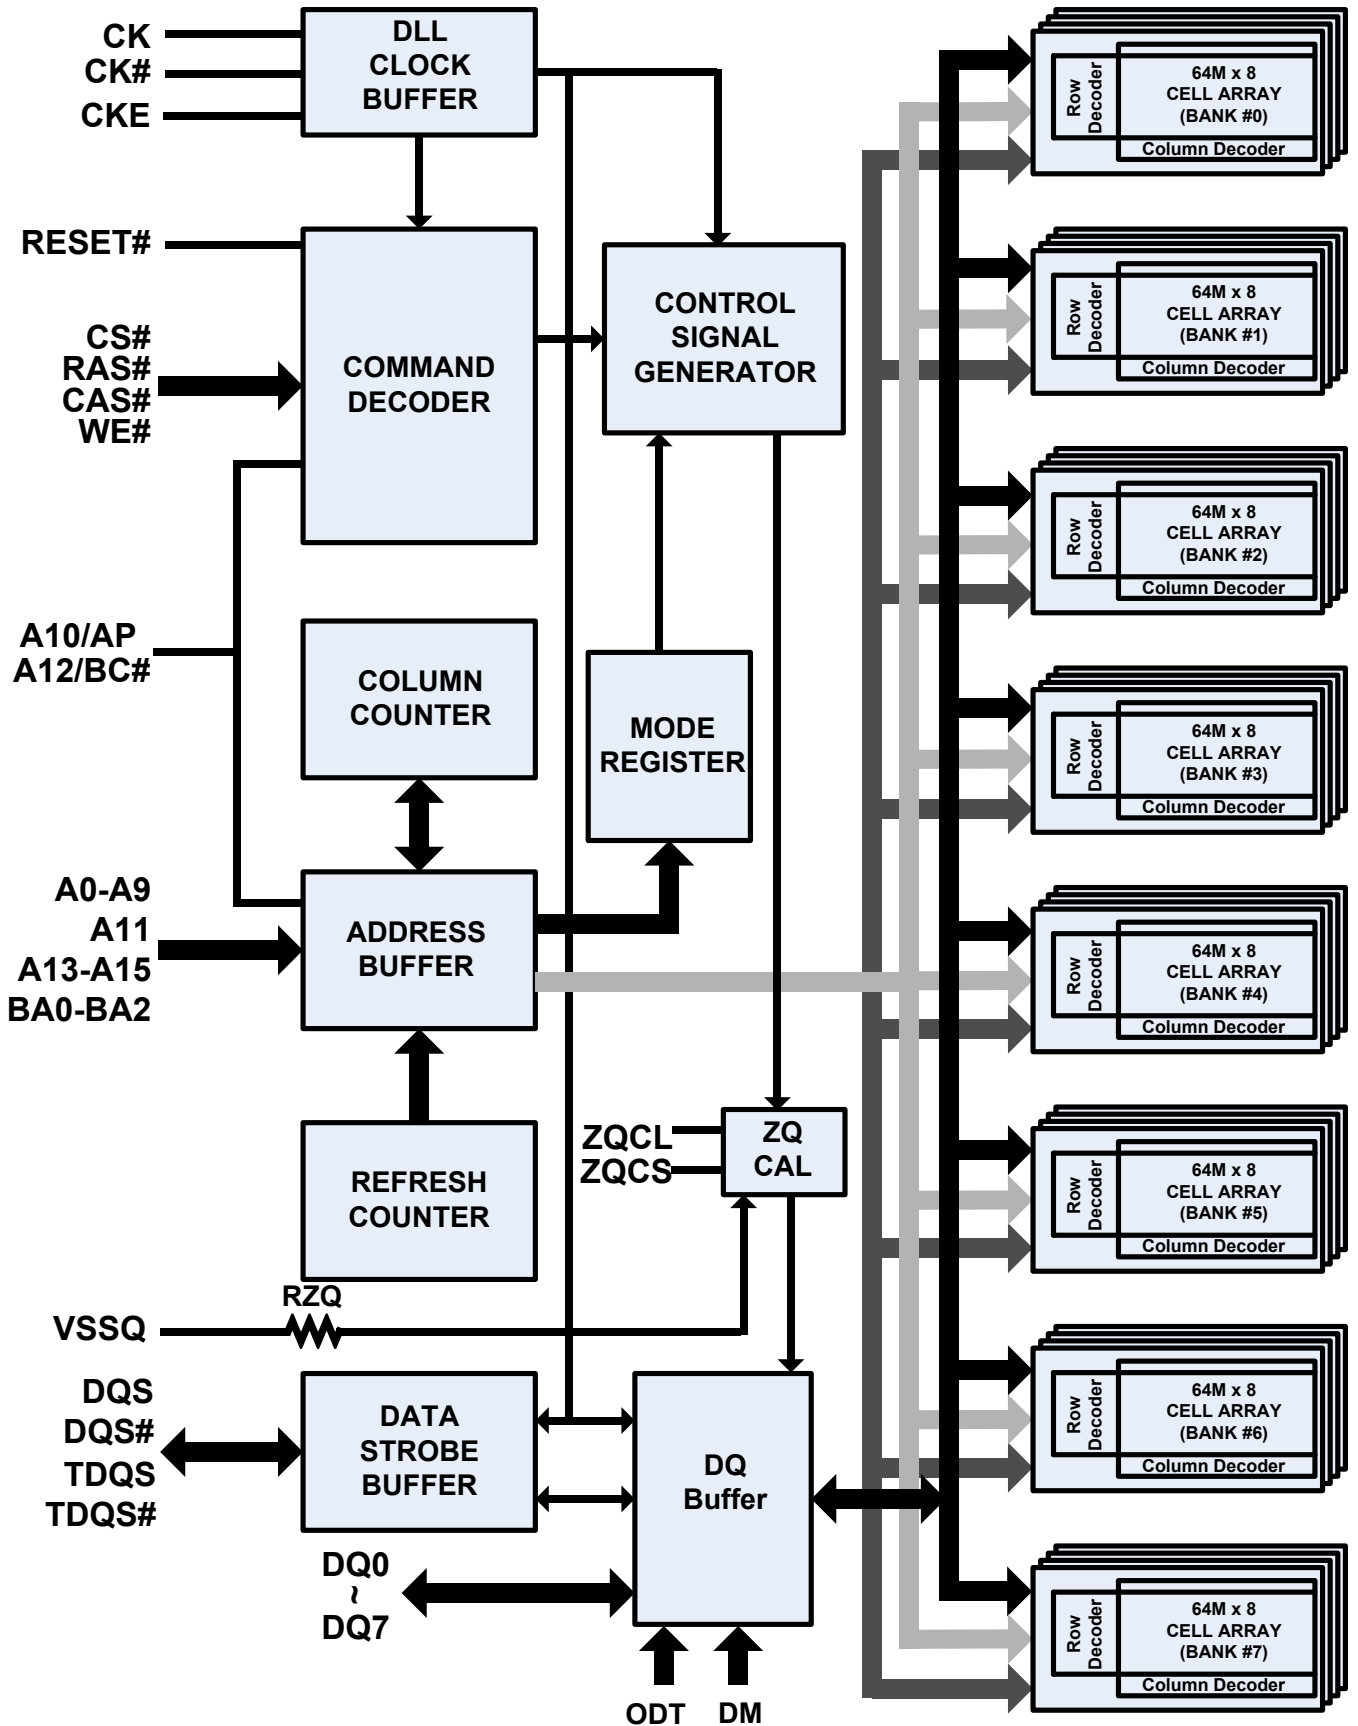 CK
CK#
CKE
DLL
CLOCK
BUFFER
RESET#
CS#
RAS#
CAS#
WE#
COMMAND
DECODER
CONTROL
SIGNAL
GENERATOR
A10/AP
A12/BC#
COLUMN
COUNTER
MODE
REGISTER
A0-A9
A11
A13-A15
BA0-BA2
ADDRESS
BUFFER
REFRESH
COUNTER
ZQCL
ZQCS
ZQ
CAL
RZQ
VSSQ
DQS
DQS#
TDQS
TDQS#
DATA
STROBE
BUFFER
DQ
Buffer
DQ0
~
DQ7
ODT
DM
Row
Decoder
64M x 8
CELL ARRAY
(BANK #0)
Column Decoder
Row
Decoder
64M x 8
CELL ARRAY
(BANK #1)
Column Decoder
Row
Decoder
64M x 8
CELL ARRAY
(BANK #2)
Column Decoder
Row
Decoder
64M x 8
CELL ARRAY
(BANK #3)
Column Decoder
Row
Decoder
64M x 8
CELL ARRAY
(BANK #4)
Column Decoder
Row
Decoder
64M x 8
CELL ARRAY
(BANK #5)
Column Decoder
Row
Decoder
64M x 8
CELL ARRAY
(BANK #6)
Column Decoder
Row
Decoder
64M x 8
CELL ARRAY
(BANK #7)
Column Decoder